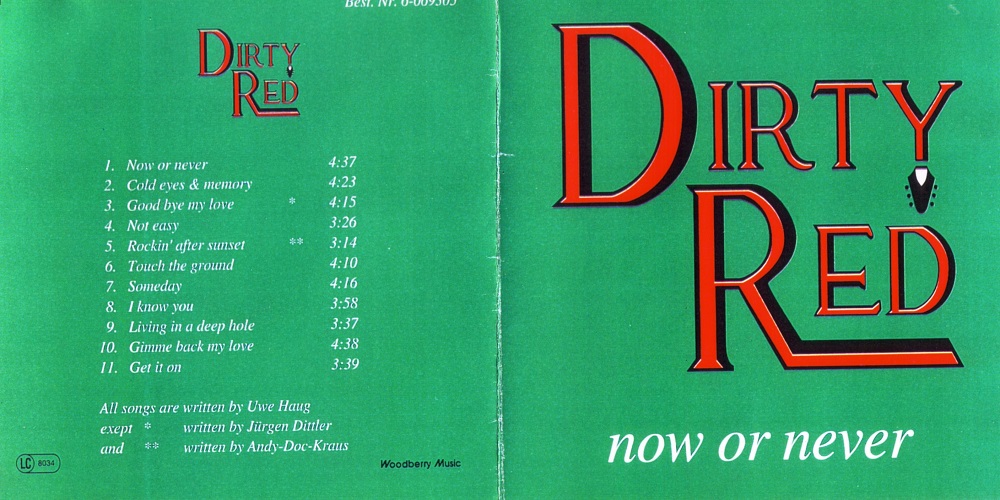 Best. Nr. 6-009305
DIRTY
RED
1. Now or never 4:37
2. Cold eyes & memory 4:23
3. Good bye my love * 4:15
4. Not easy 3:26
5. Rockin' after sunset ** 3:14
6. Touch the ground 4:10
7. Someday 4:16
8. I know you 3:58
9. Living in a deep hole 3:37
10. Gimme back my love 4:38
11. Get it on 3:39
All songs are written by Uwe Haug
exept * written by Jürgen Dittler
and ** written by Andy-Doc-Kraus
LC 8034
Woodberry Music
DIRTY
RED
now or never